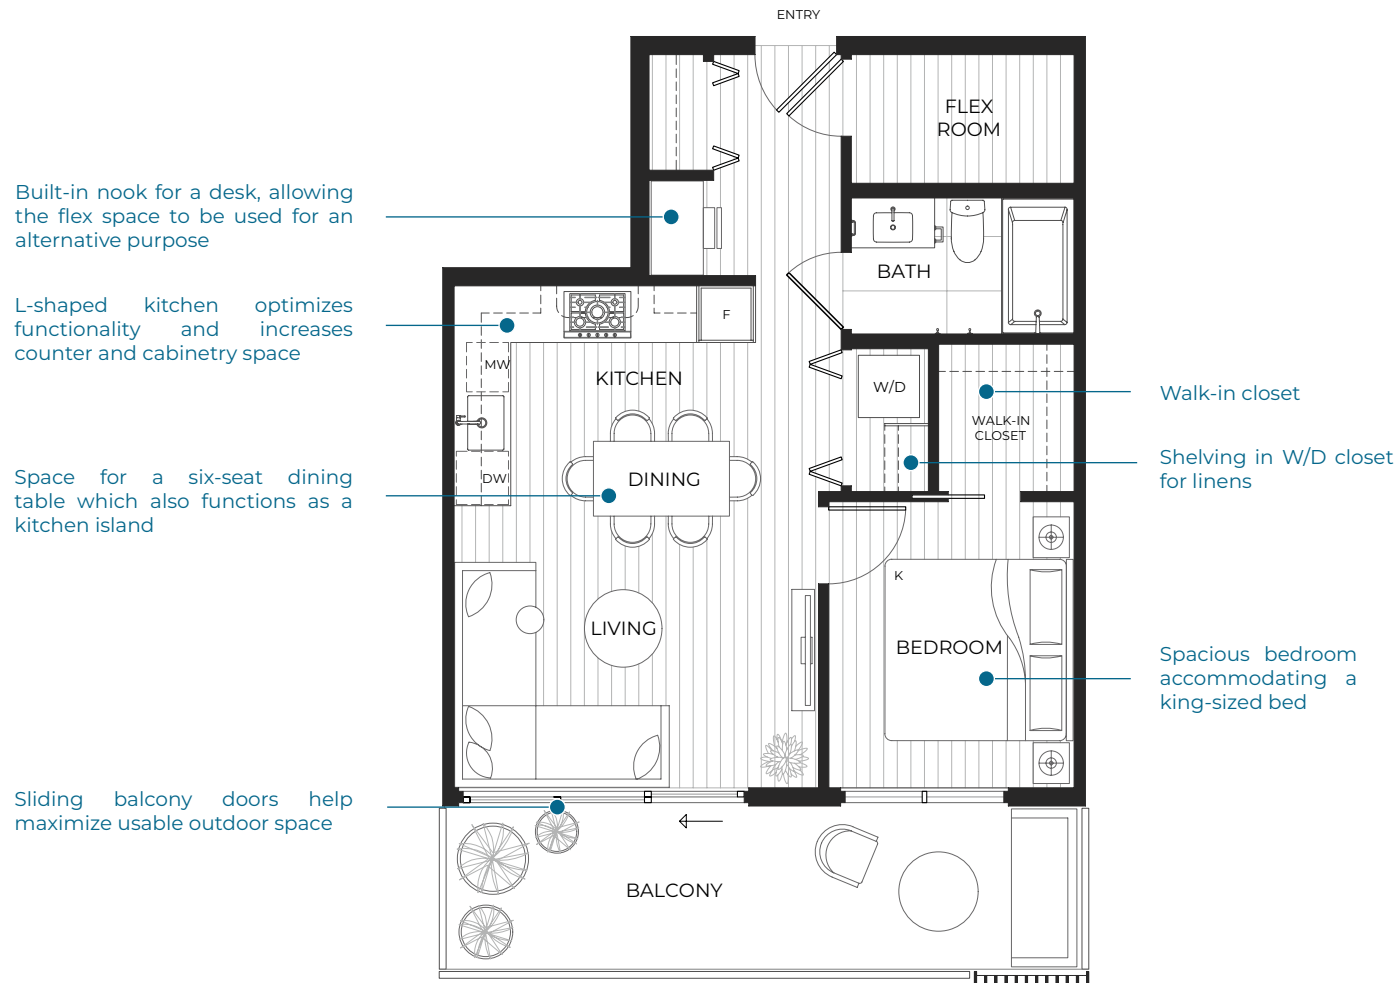 ENTRY
FLEX
ROOM
Built-in nook for a desk, allowing
the flex space to be used for an
alternative purpose
BATH
L-shaped kitchen optimizes
functionality and increases
counter and cabinetry space
F
MW
KITCHEN
W/D
Walk-in closet
WALK-IN
CLOSET
Shelving in W/D closet
for linens
Space for a six-seat dining
table which also functions as a
kitchen island
DW
DINING
K
LIVING
BEDROOM
Spacious bedroom
accommodating a
king-sized bed
Sliding balcony doors help
maximize usable outdoor space
BALCONY